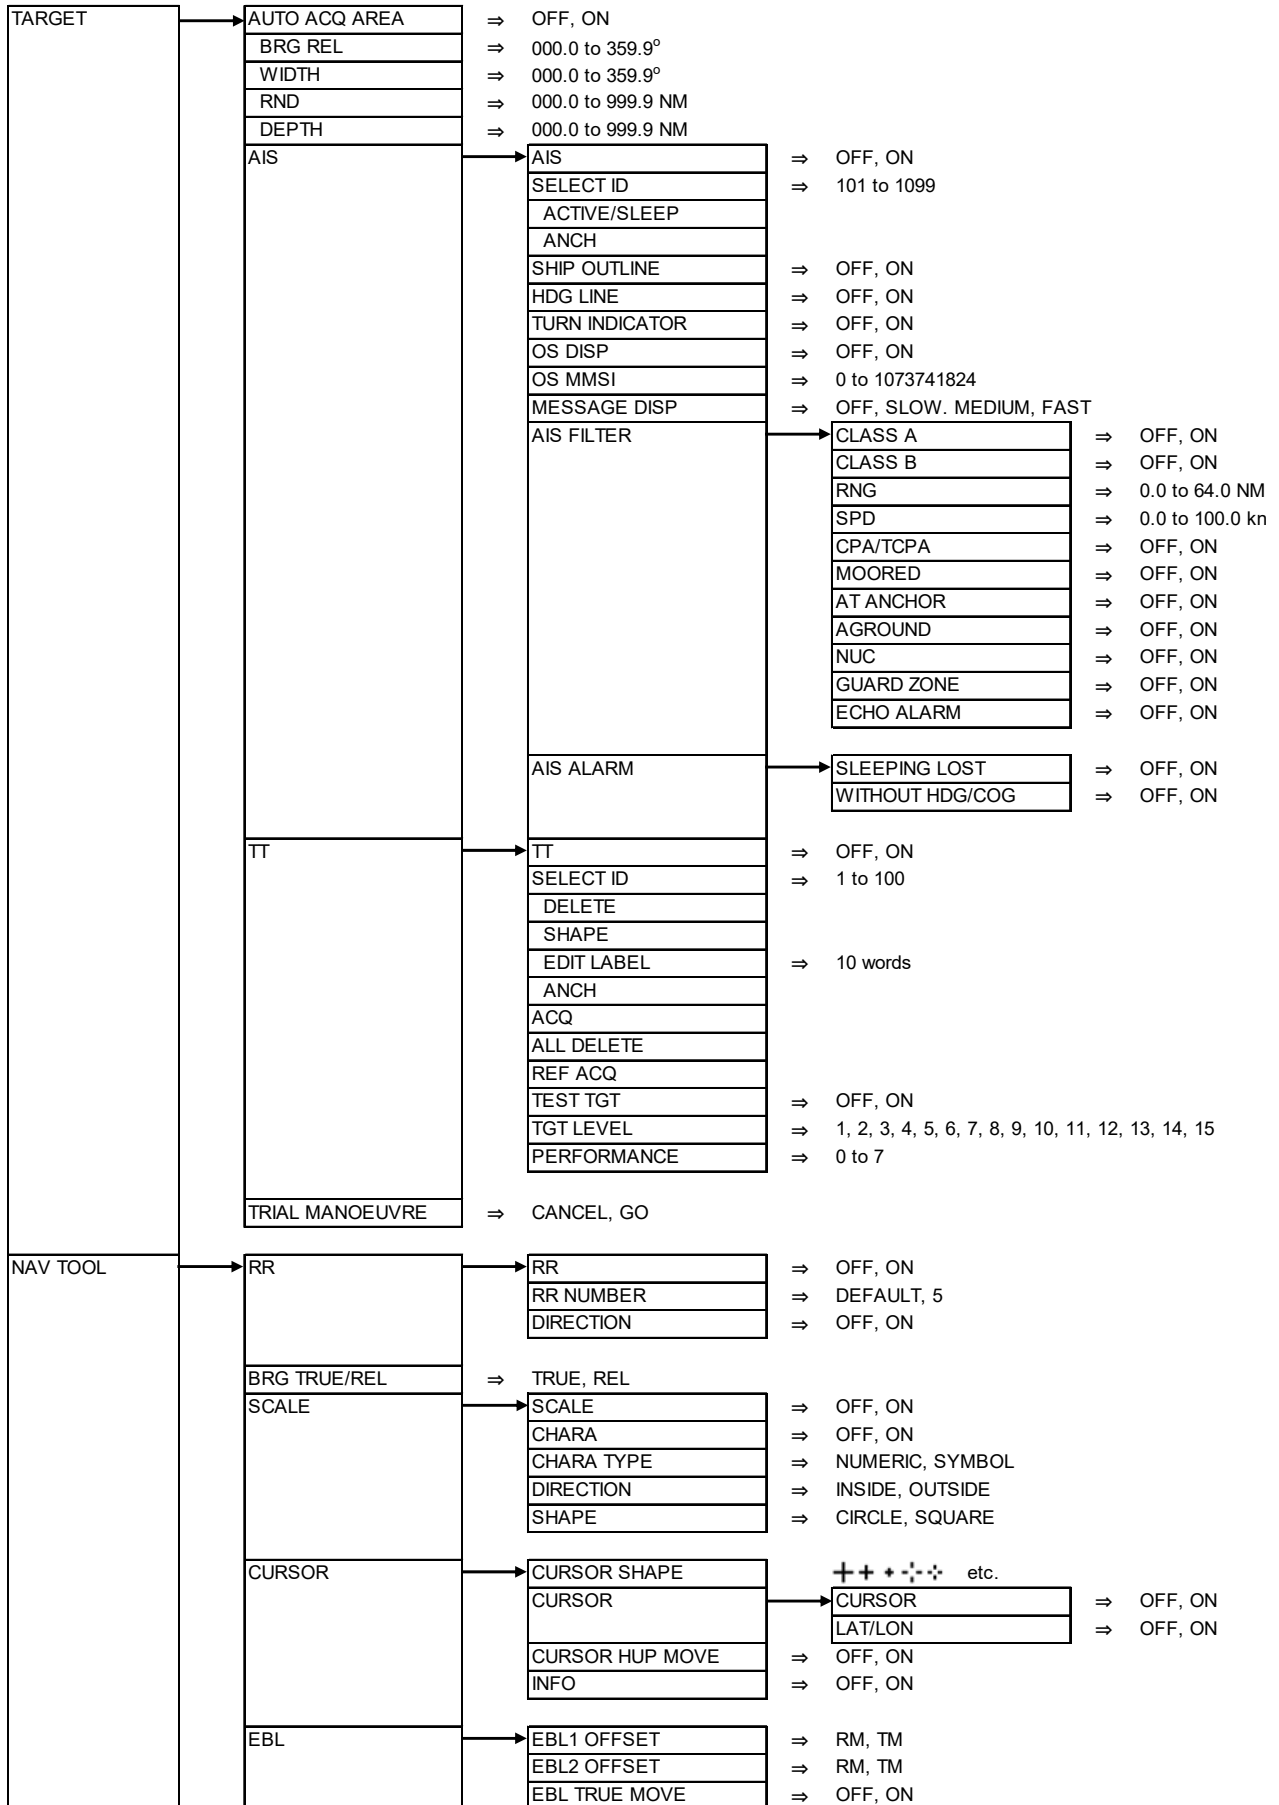 TARGET AUTO ACQ AREA ⇒ OFF, ON
BRG REL ⇒ 000.0 to 359.9°
WIDTH ⇒ 000.0 to 359.9°
RND ⇒ 000.0 to 999.9 NM
DEPTH ⇒ 000.0 to 999.9 NM
AIS AIS ⇒ OFF, ON
SELECT ID ⇒ 101 to 1099
ACTIVE/SLEEP
ANCH
SHIP OUTLINE ⇒ OFF, ON
HDG LINE ⇒ OFF, ON
TURN INDICATOR ⇒ OFF, ON
OS DISP ⇒ OFF, ON
OS MMSI ⇒ 0 to 1073741824
MESSAGE DISP ⇒ OFF, SLOW. MEDIUM, FAST
AIS FILTER CLASS A ⇒ OFF, ON
CLASS B ⇒ OFF, ON
RNG ⇒ 0.0 to 64.0 NM
SPD ⇒ 0.0 to 100.0 kn
CPA/TCPA ⇒ OFF, ON
MOORED ⇒ OFF, ON
AT ANCHOR ⇒ OFF, ON
AGROUND ⇒ OFF, ON
NUC ⇒ OFF, ON
GUARD ZONE ⇒ OFF, ON
ECHO ALARM ⇒ OFF, ON
AIS ALARM SLEEPING LOST ⇒ OFF, ON
WITHOUT HDG/COG ⇒ OFF, ON
TT TT ⇒ OFF, ON
SELECT ID ⇒ 1 to 100
DELETE
SHAPE
EDIT LABEL ⇒ 10 words
ANCH
ACQ
ALL DELETE
REF ACQ
TEST TGT ⇒ OFF, ON
TGT LEVEL ⇒ 1, 2, 3, 4, 5, 6, 7, 8, 9, 10, 11, 12, 13, 14, 15
PERFORMANCE ⇒ 0 to 7
TRIAL MANOEUVRE ⇒ CANCEL, GO
NAV TOOL RR RR ⇒ OFF, ON
RR NUMBER ⇒ DEFAULT, 5
DIRECTION ⇒ OFF, ON
BRG TRUE/REL ⇒ TRUE, REL
SCALE SCALE ⇒ OFF, ON
CHARA ⇒ OFF, ON
CHARA TYPE ⇒ NUMERIC, SYMBOL
DIRECTION ⇒ INSIDE, OUTSIDE
SHAPE ⇒ CIRCLE, SQUARE
CURSOR CURSOR SHAPE etc.
CURSOR CURSOR ⇒ OFF, ON
LAT/LON ⇒ OFF, ON
CURSOR HUP MOVE ⇒ OFF, ON
INFO ⇒ OFF, ON
EBL EBL1 OFFSET ⇒ RM, TM
EBL2 OFFSET ⇒ RM, TM
EBL TRUE MOVE ⇒ OFF, ON